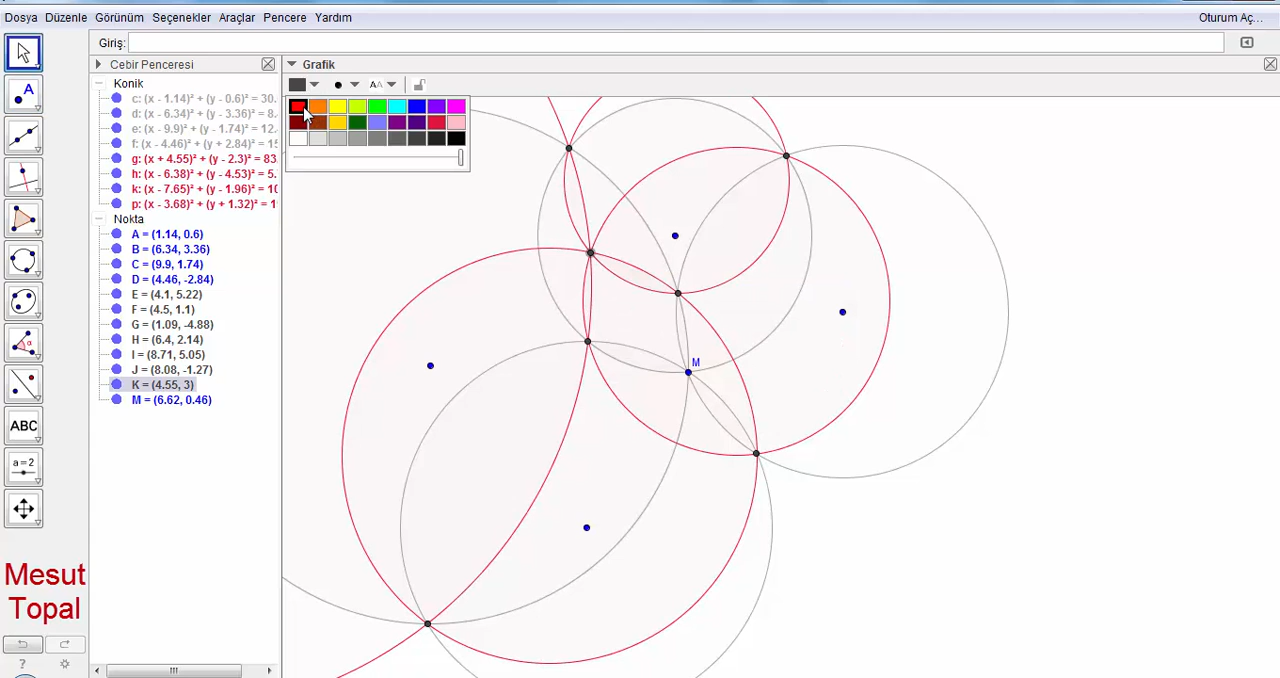 Dosya Düzenle Görünüm Seçenekler Araçlar Pencere Yardım Oturum Aç...
Giriş:
Cebir Penceresi
Grafik
AA
Konik
c: (x - 1.14)² + (y - 0.6)² = 30.
d: (x - 6.34)² + (y - 3.36)² = 8.
e: (x - 9.9)² + (y - 1.74)² = 12.
f: (x - 4.46)² + (y + 2.84)² = 15
g: (x + 4.55)² + (y - 2.3)² = 83.
h: (x - 6.38)² + (y - 4.53)² = 5.
k: (x - 7.65)² + (y - 1.96)² = 10
p: (x - 3.68)² + (y + 1.32)² = 1
Nokta
A = (1.14, 0.6)
B = (6.34, 3.36)
C = (9.9, 1.74)
D = (4.46, -2.84)
E = (4.1, 5.22)
F = (4.5, 1.1)
G = (1.09, -4.88)
H = (6.4, 2.14)
I = (8.71, 5.05)
J = (8.08, -1.27)
K = (4.55, 3)
M = (6.62, 0.46)
M
A
α
ABC
a=2
Mesut
Topal
?